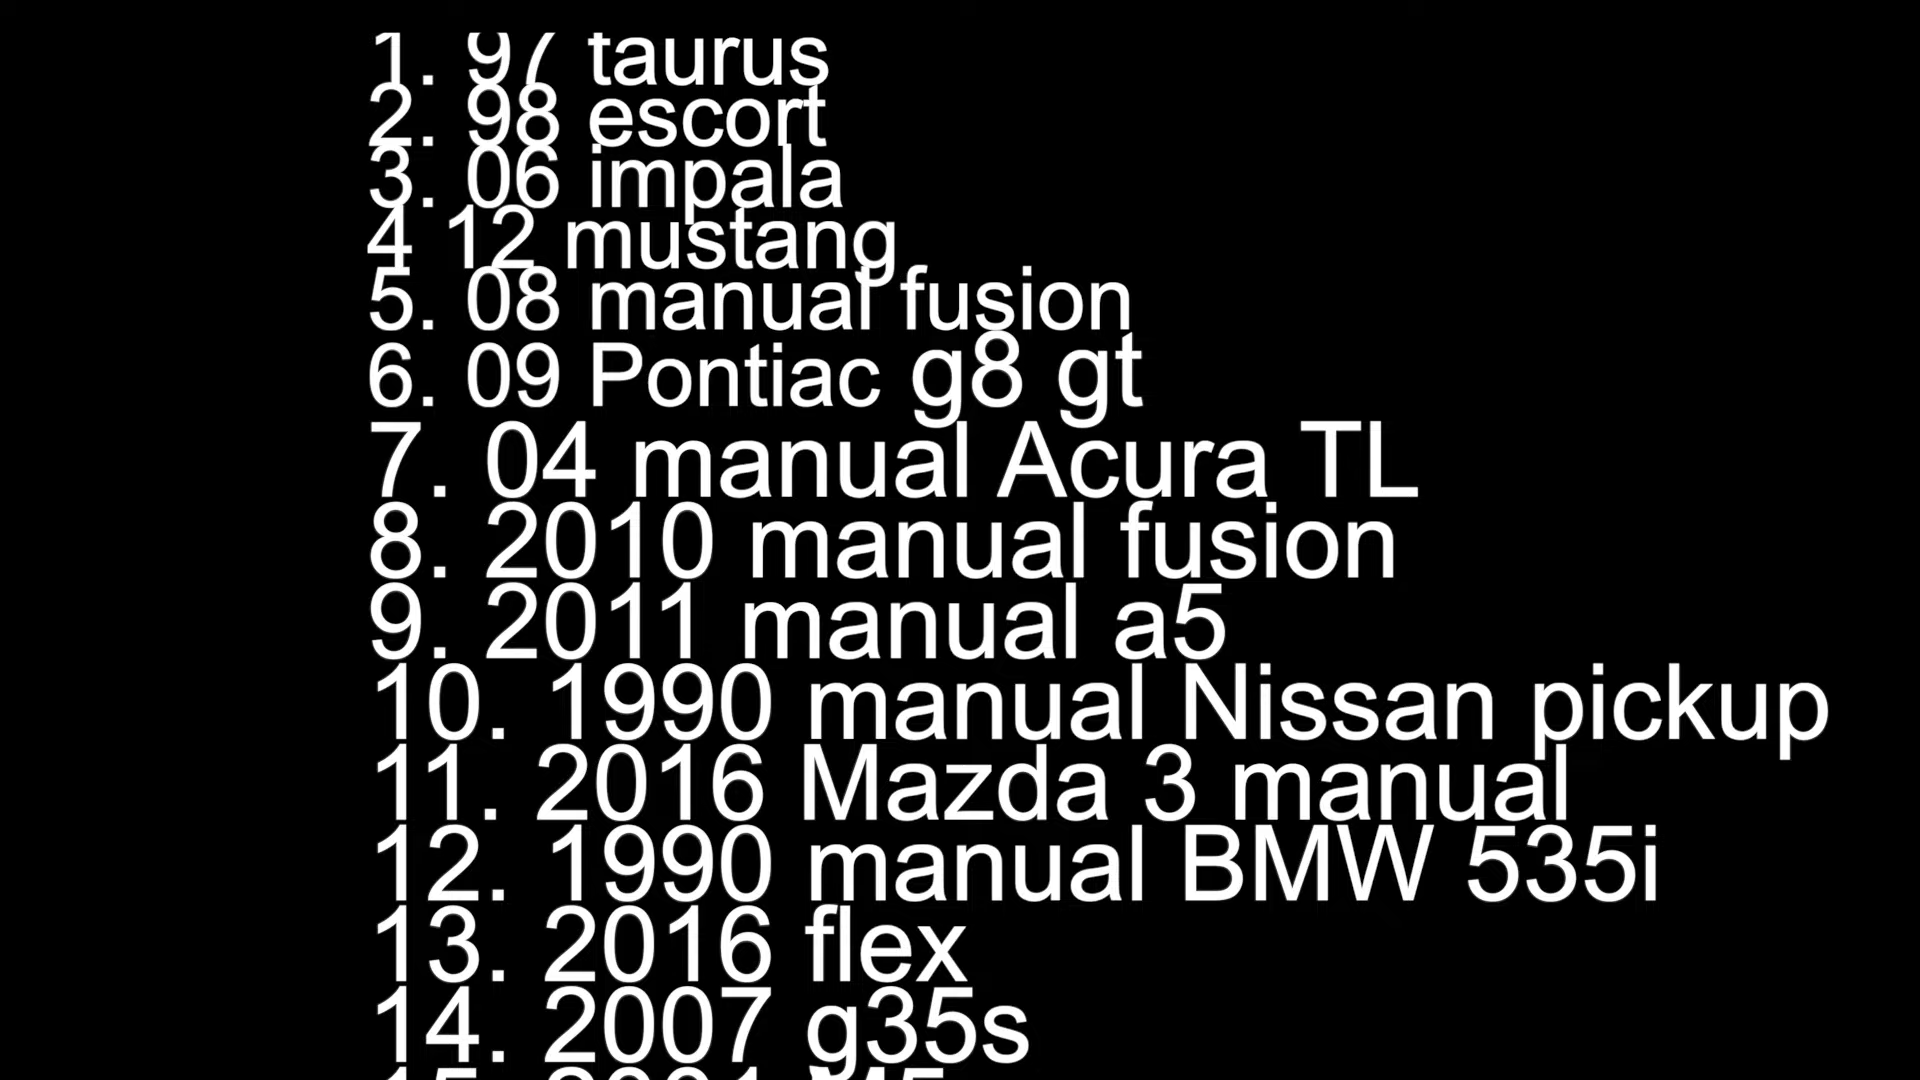 1. 97 taurus
2. 98 escort
3. 06 impala
4 12 mustang
5. 08 manual fusion
6. 09 Pontiac g8 gt
7. 04 manual Acura TL
8. 2010 manual fusion
9. 2011 manual a5
10. 1990 manual Nissan pickup
11. 2016 Mazda 3 manual
12. 1990 manual BMW 535i
13. 2016 flex
14. 2007 g35s